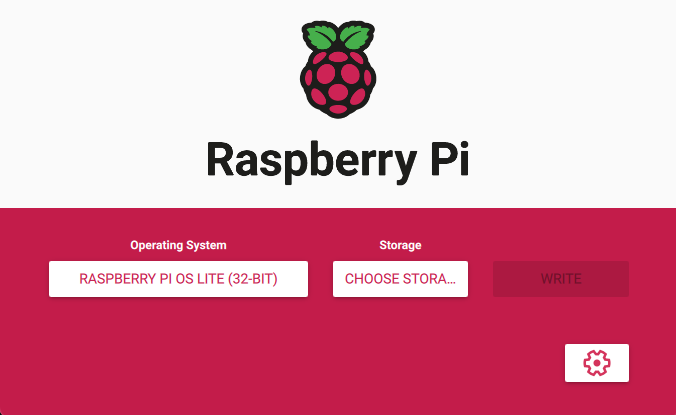 Raspberry Pi
Operating System
Storage
RASPBERRY PI OS LITE (32-BIT)
CHOOSE STORA...
WRITE